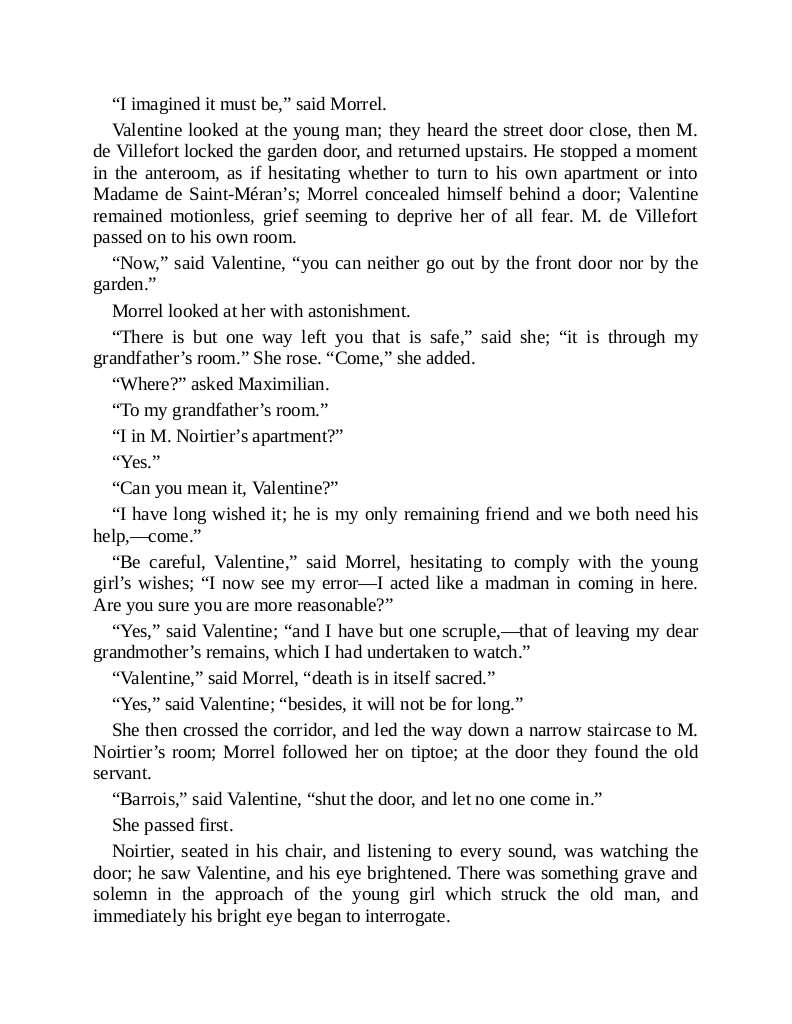 “I imagined it must be,” said Morrel.
Valentine looked at the young man; they heard the street door close, then M.
de Villefort locked the garden door, and returned upstairs. He stopped a moment
in the anteroom, as if hesitating whether to turn to his own apartment or into
Madame de Saint-Méran’s; Morrel concealed himself behind a door; Valentine
remained motionless, grief seeming to deprive her of all fear. M. de Villefort
passed on to his own room.
“Now,” said Valentine, “you can neither go out by the front door nor by the
garden.”
Morrel looked at her with astonishment.
“There is but one way left you that is safe,” said she; “it is through my
grandfather’s room.” She rose. “Come,” she added.
“Where?” asked Maximilian.
“To my grandfather’s room.”
“I in M. Noirtier’s apartment?”
“Yes.”
“Can you mean it, Valentine?”
“I have long wished it; he is my only remaining friend and we both need his
help,—come.”
“Be careful, Valentine,” said Morrel, hesitating to comply with the young
girl’s wishes; “I now see my error—I acted like a madman in coming in here.
Are you sure you are more reasonable?”
“Yes,” said Valentine; “and I have but one scruple,—that of leaving my dear
grandmother’s remains, which I had undertaken to watch.”
“Valentine,” said Morrel, “death is in itself sacred.”
“Yes,” said Valentine; “besides, it will not be for long.”
She then crossed the corridor, and led the way down a narrow staircase to M.
Noirtier’s room; Morrel followed her on tiptoe; at the door they found the old
servant.
“Barrois,” said Valentine, “shut the door, and let no one come in.”
She passed first.
Noirtier, seated in his chair, and listening to every sound, was watching the
door; he saw Valentine, and his eye brightened. There was something grave and
solemn in the approach of the young girl which struck the old man, and
immediately his bright eye began to interrogate.